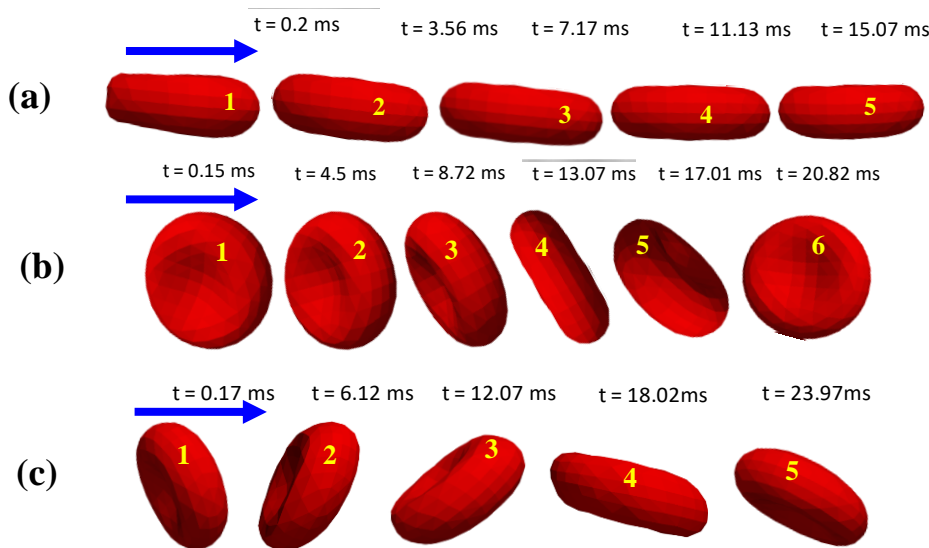 t = 0.2 ms t = 3.56 ms t = 7.17 ms t = 11.13 ms t = 15.07 ms
(a) 1 2 3 4 5
t = 0.15 ms t = 4.5 ms t = 8.72 ms t = 13.07 ms t = 17.01 ms t = 20.82 ms
(b) 1 2 3 4 5 6
t = 0.17 ms t = 6.12 ms t = 12.07 ms t = 18.02ms t = 23.97ms
(c) 1 2 3 4 5